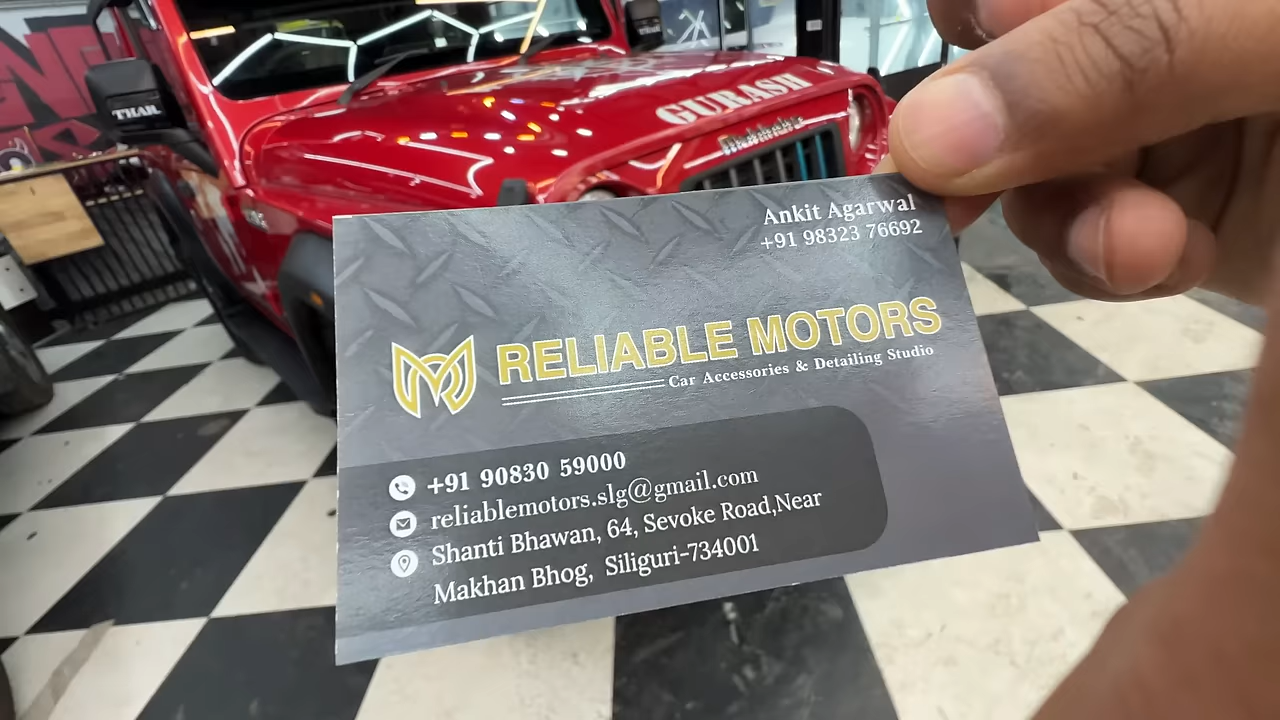 THAR
GURASH
Mahindra
Ankit Agarwal
+91 98323 76692
RELIABLE MOTORS
Car Accessories & Detailing Studio
+91 90830 59000
reliablemotors.slg@gmail.com
Shanti Bhawan, 64, Sevoke Road,Near
Makhan Bhog, Siliguri-734001